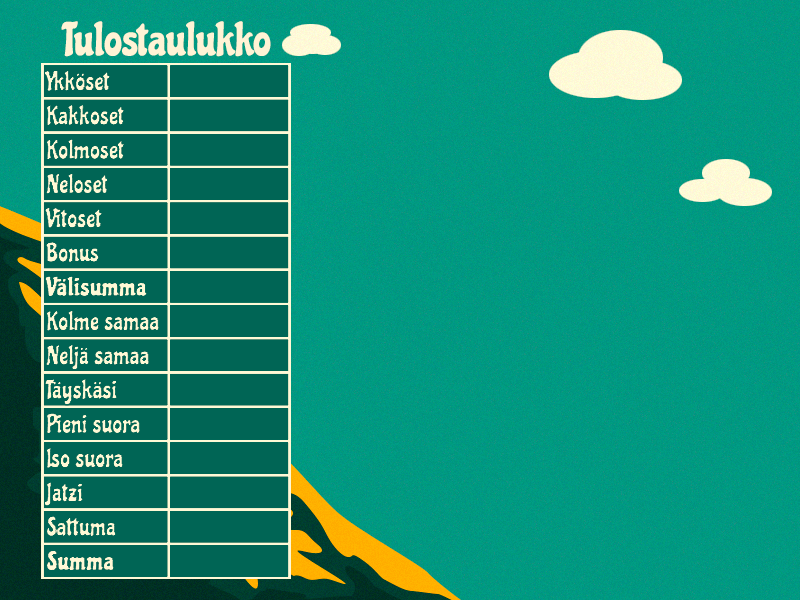 Tulostaulukko
Ykköset
Kakkoset
Kolmoset
Neloset
Vitoset
Bonus
Välisumma
Kolme samaa
Neljä samaa
Täyskäsi
Pieni suora
Iso suora
Jatzi
Sattuma
Summa